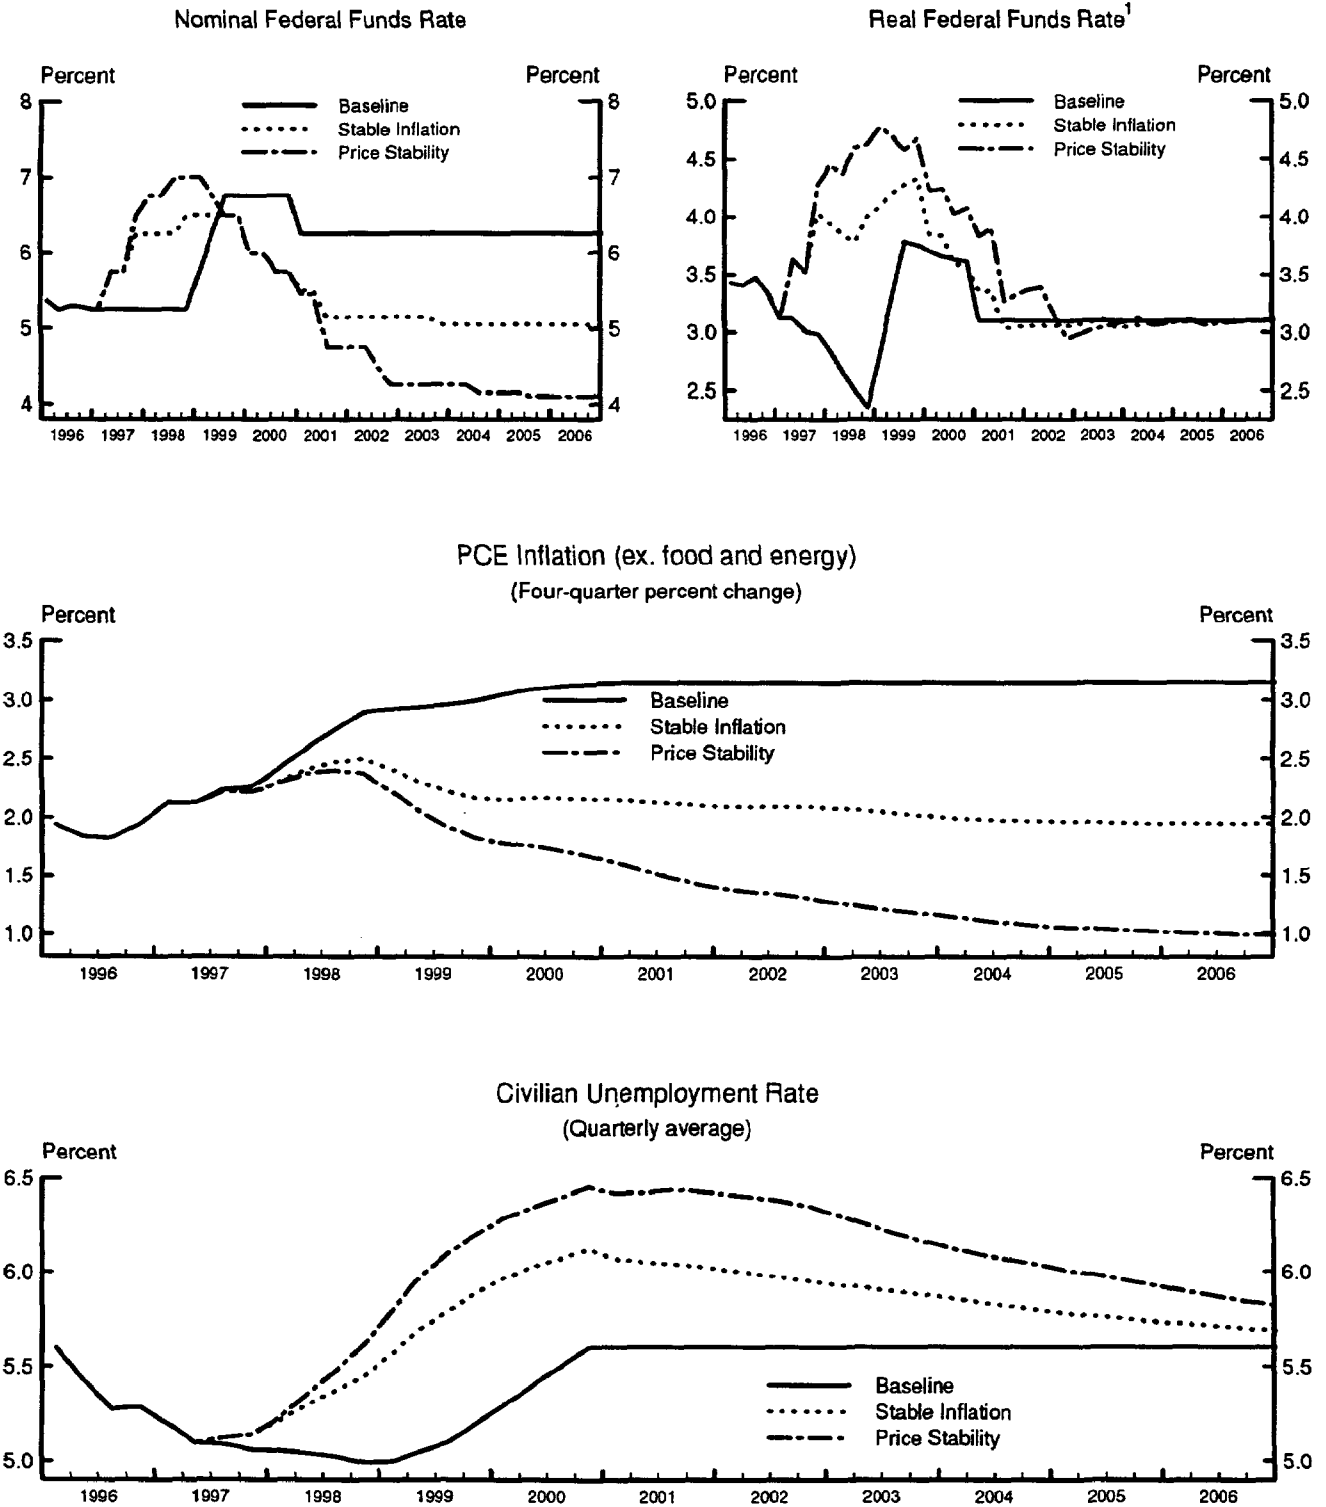 Nominal Federal Funds Rate
Percent Percent
8 8
Baseline
Stable Inflation
Price Stability
7 7
6 6
5 5
4 4
1996 1997 1998 1999 2000 2001 2002 2003 2004 2005 2006
Real Federal Funds Rate¹
Percent Percent
5.0 5.0
Baseline
Stable Inflation
Price Stability
4.5 4.5
4.0 4.0
3.5 3.5
3.0 3.0
2.5 2.5
1996 1997 1998 1999 2000 2001 2002 2003 2004 2005 2006
PCE Inflation (ex. food and energy)
(Four-quarter percent change)
Percent Percent
3.5 3.5
3.0 3.0
Baseline
Stable Inflation
Price Stability
2.5 2.5
2.0 2.0
1.5 1.5
1.0 1.0
1996 1997 1998 1999 2000 2001 2002 2003 2004 2005 2006
Civilian Unemployment Rate
(Quarterly average)
Percent Percent
6.5 6.5
6.0 6.0
5.5 5.5
Baseline
Stable Inflation
Price Stability
5.0 5.0
1996 1997 1998 1999 2000 2001 2002 2003 2004 2005 2006